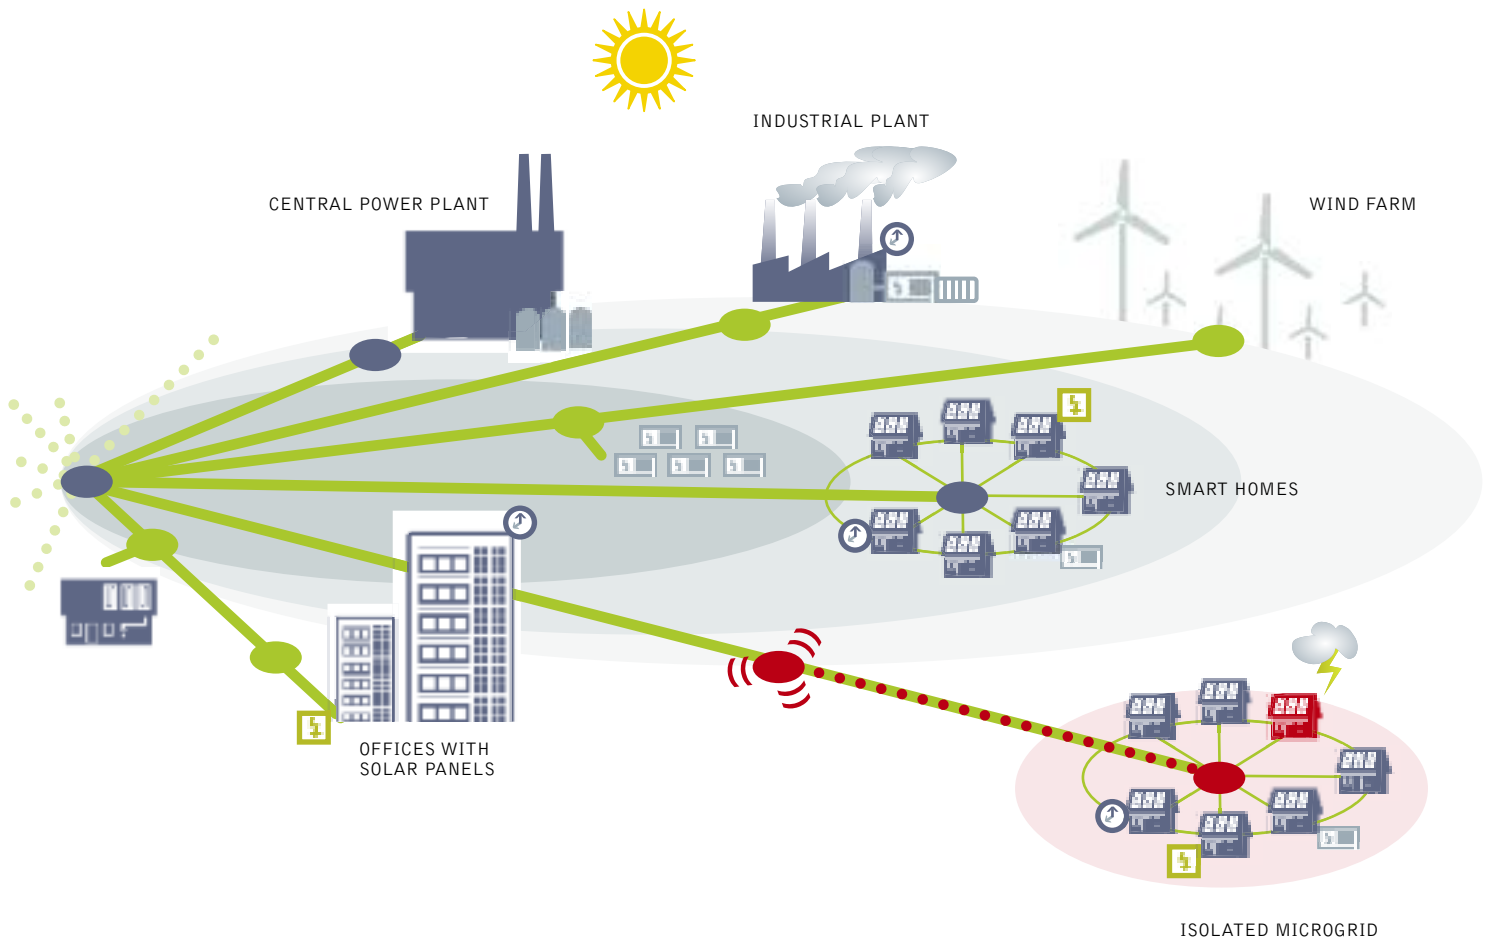 INDUSTRIAL PLANT
CENTRAL POWER PLANT
WIND FARM
SMART HOMES
OFFICES WITH
SOLAR PANELS
ISOLATED MICROGRID